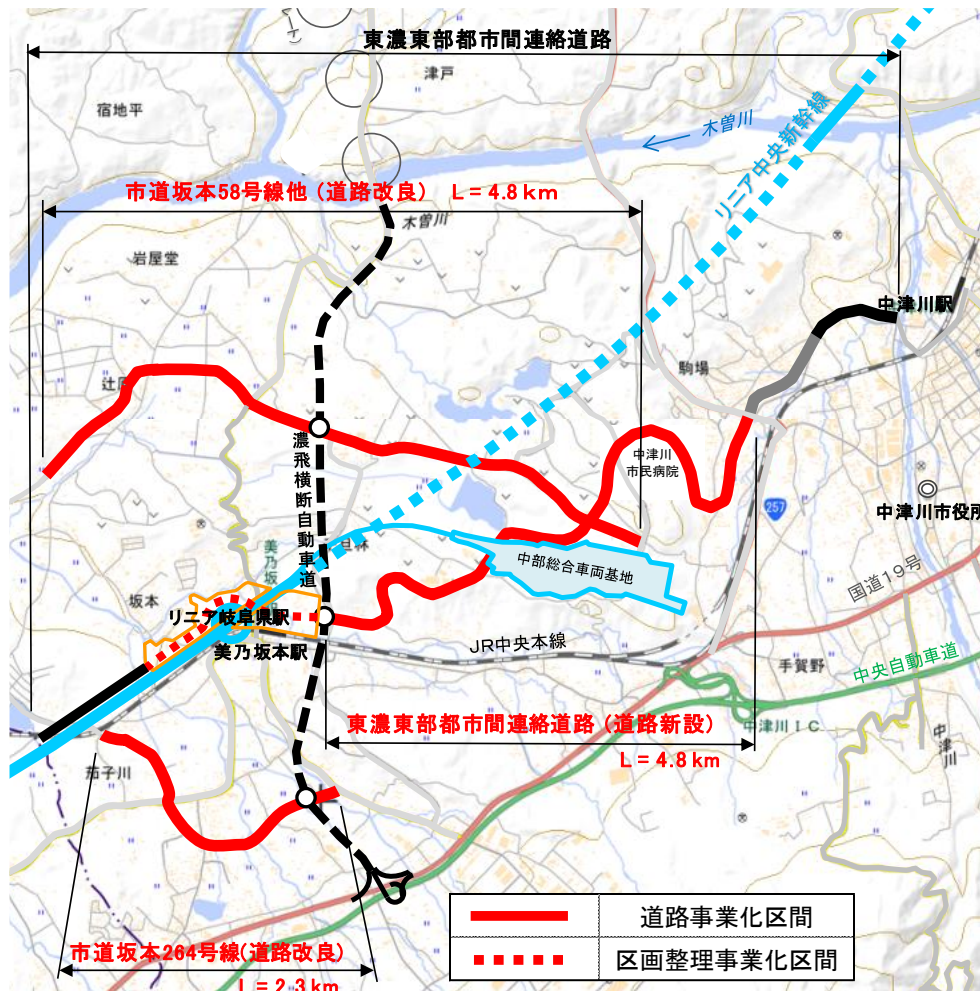 東濃東部都市間連絡道路
津戸
宿地平
木曽川
リニア中央新幹線
市道坂本58号線他（道路改良） L＝4.8km
木曽川
岩屋堂
中津川駅
駒場
辻原
濃飛横断自動車道
中津川
市民病院
257
中津川市役所
中部総合車両基地
国道19号
美乃坂
坂本
リニア岐阜県駅
美乃坂本駅
JR中央本線
手賀野
中央自動車道
東濃東部都市間連絡道路（道路新設）
L＝4.8km
中津川IC
中津川
茄子川
市道坂本264号線(道路改良)
L＝2.3km
道路事業化区間
区画整理事業化区間